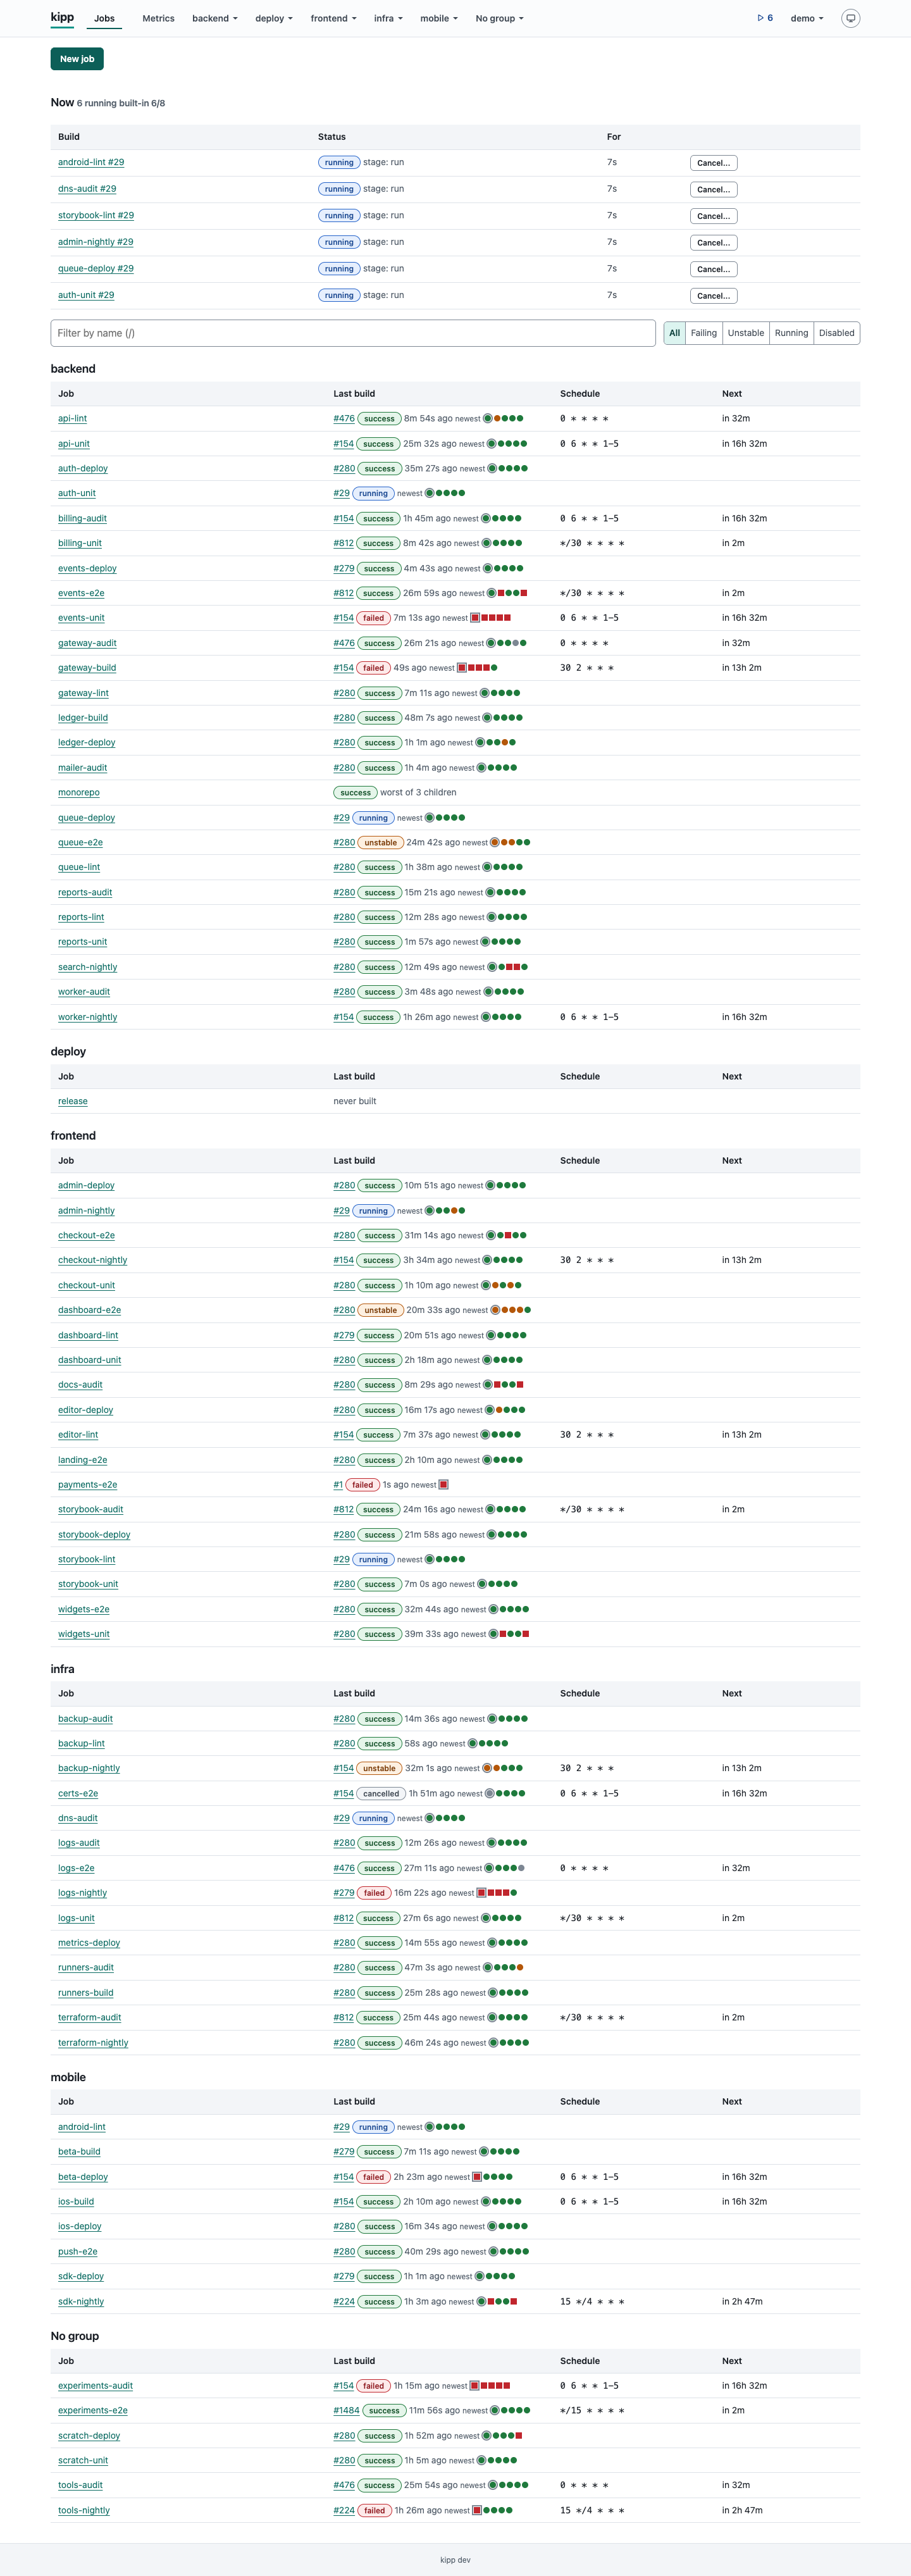 kipp Jobs Metrics backend deploy frontend infra mobile No group 6 demo
New job
Now 6 running built-in 6/8
Build Status For
android-lint #29 running stage: run 7s Cancel...
dns-audit #29 running stage: run 7s Cancel...
storybook-lint #29 running stage: run 7s Cancel...
admin-nightly #29 running stage: run 7s Cancel...
queue-deploy #29 running stage: run 7s Cancel...
auth-unit #29 running stage: run 7s Cancel...
Filter by name (/) All Failing Unstable Running Disabled
backend
Job Last build Schedule Next
api-lint #476 success 8m 54s ago newest 0 * * * * in 32m
api-unit #154 success 25m 32s ago newest 0 6 * * 1-5 in 16h 32m
auth-deploy #280 success 35m 27s ago newest
auth-unit #29 running newest
billing-audit #154 success 1h 45m ago newest 0 6 * * 1-5 in 16h 32m
billing-unit #812 success 8m 42s ago newest */30 * * * * in 2m
events-deploy #279 success 4m 43s ago newest
events-e2e #812 success 26m 59s ago newest */30 * * * * in 2m
events-unit #154 failed 7m 13s ago newest 0 6 * * 1-5 in 16h 32m
gateway-audit #476 success 26m 21s ago newest 0 * * * * in 32m
gateway-build #154 failed 49s ago newest 30 2 * * * in 13h 2m
gateway-lint #280 success 7m 11s ago newest
ledger-build #280 success 48m 7s ago newest
ledger-deploy #280 success 1h 1m ago newest
mailer-audit #280 success 1h 4m ago newest
monorepo success worst of 3 children
queue-deploy #29 running newest
queue-e2e #280 unstable 24m 42s ago newest
queue-lint #280 success 1h 38m ago newest
reports-audit #280 success 15m 21s ago newest
reports-lint #280 success 12m 28s ago newest
reports-unit #280 success 1m 57s ago newest
search-nightly #280 success 12m 49s ago newest
worker-audit #280 success 3m 48s ago newest
worker-nightly #154 success 1h 26m ago newest 0 6 * * 1-5 in 16h 32m
deploy
Job Last build Schedule Next
release never built
frontend
Job Last build Schedule Next
admin-deploy #280 success 10m 51s ago newest
admin-nightly #29 running newest
checkout-e2e #280 success 31m 14s ago newest
checkout-nightly #154 success 3h 34m ago newest 30 2 * * * in 13h 2m
checkout-unit #280 success 1h 10m ago newest
dashboard-e2e #280 unstable 20m 33s ago newest
dashboard-lint #279 success 20m 51s ago newest
dashboard-unit #280 success 2h 18m ago newest
docs-audit #280 success 8m 29s ago newest
editor-deploy #280 success 16m 17s ago newest
editor-lint #154 success 7m 37s ago newest 30 2 * * * in 13h 2m
landing-e2e #280 success 2h 10m ago newest
payments-e2e #1 failed 1s ago newest
storybook-audit #812 success 24m 16s ago newest */30 * * * * in 2m
storybook-deploy #280 success 21m 58s ago newest
storybook-lint #29 running newest
storybook-unit #280 success 7m 0s ago newest
widgets-e2e #280 success 32m 44s ago newest
widgets-unit #280 success 39m 33s ago newest
infra
Job Last build Schedule Next
backup-audit #280 success 14m 36s ago newest
backup-lint #280 success 58s ago newest
backup-nightly #154 unstable 32m 1s ago newest 30 2 * * * in 13h 2m
certs-e2e #154 cancelled 1h 51m ago newest 0 6 * * 1-5 in 16h 32m
dns-audit #29 running newest
logs-audit #280 success 12m 26s ago newest
logs-e2e #476 success 27m 11s ago newest 0 * * * * in 32m
logs-nightly #279 failed 16m 22s ago newest
logs-unit #812 success 27m 6s ago newest */30 * * * * in 2m
metrics-deploy #280 success 14m 55s ago newest
runners-audit #280 success 47m 3s ago newest
runners-build #280 success 25m 28s ago newest
terraform-audit #812 success 25m 44s ago newest */30 * * * * in 2m
terraform-nightly #280 success 46m 24s ago newest
mobile
Job Last build Schedule Next
android-lint #29 running newest
beta-build #279 success 7m 11s ago newest
beta-deploy #154 failed 2h 23m ago newest 0 6 * * 1-5 in 16h 32m
ios-build #154 success 2h 10m ago newest 0 6 * * 1-5 in 16h 32m
ios-deploy #280 success 16m 34s ago newest
push-e2e #280 success 40m 29s ago newest
sdk-deploy #279 success 1h 1m ago newest
sdk-nightly #224 success 1h 3m ago newest 15 */4 * * * in 2h 47m
No group
Job Last build Schedule Next
experiments-audit #154 failed 1h 15m ago newest 0 6 * * 1-5 in 16h 32m
experiments-e2e #1484 success 11m 56s ago newest */15 * * * * in 2m
scratch-deploy #280 success 1h 52m ago newest
scratch-unit #280 success 1h 5m ago newest
tools-audit #476 success 25m 54s ago newest 0 * * * * in 32m
tools-nightly #224 failed 1h 26m ago newest 15 */4 * * * in 2h 47m
kipp dev